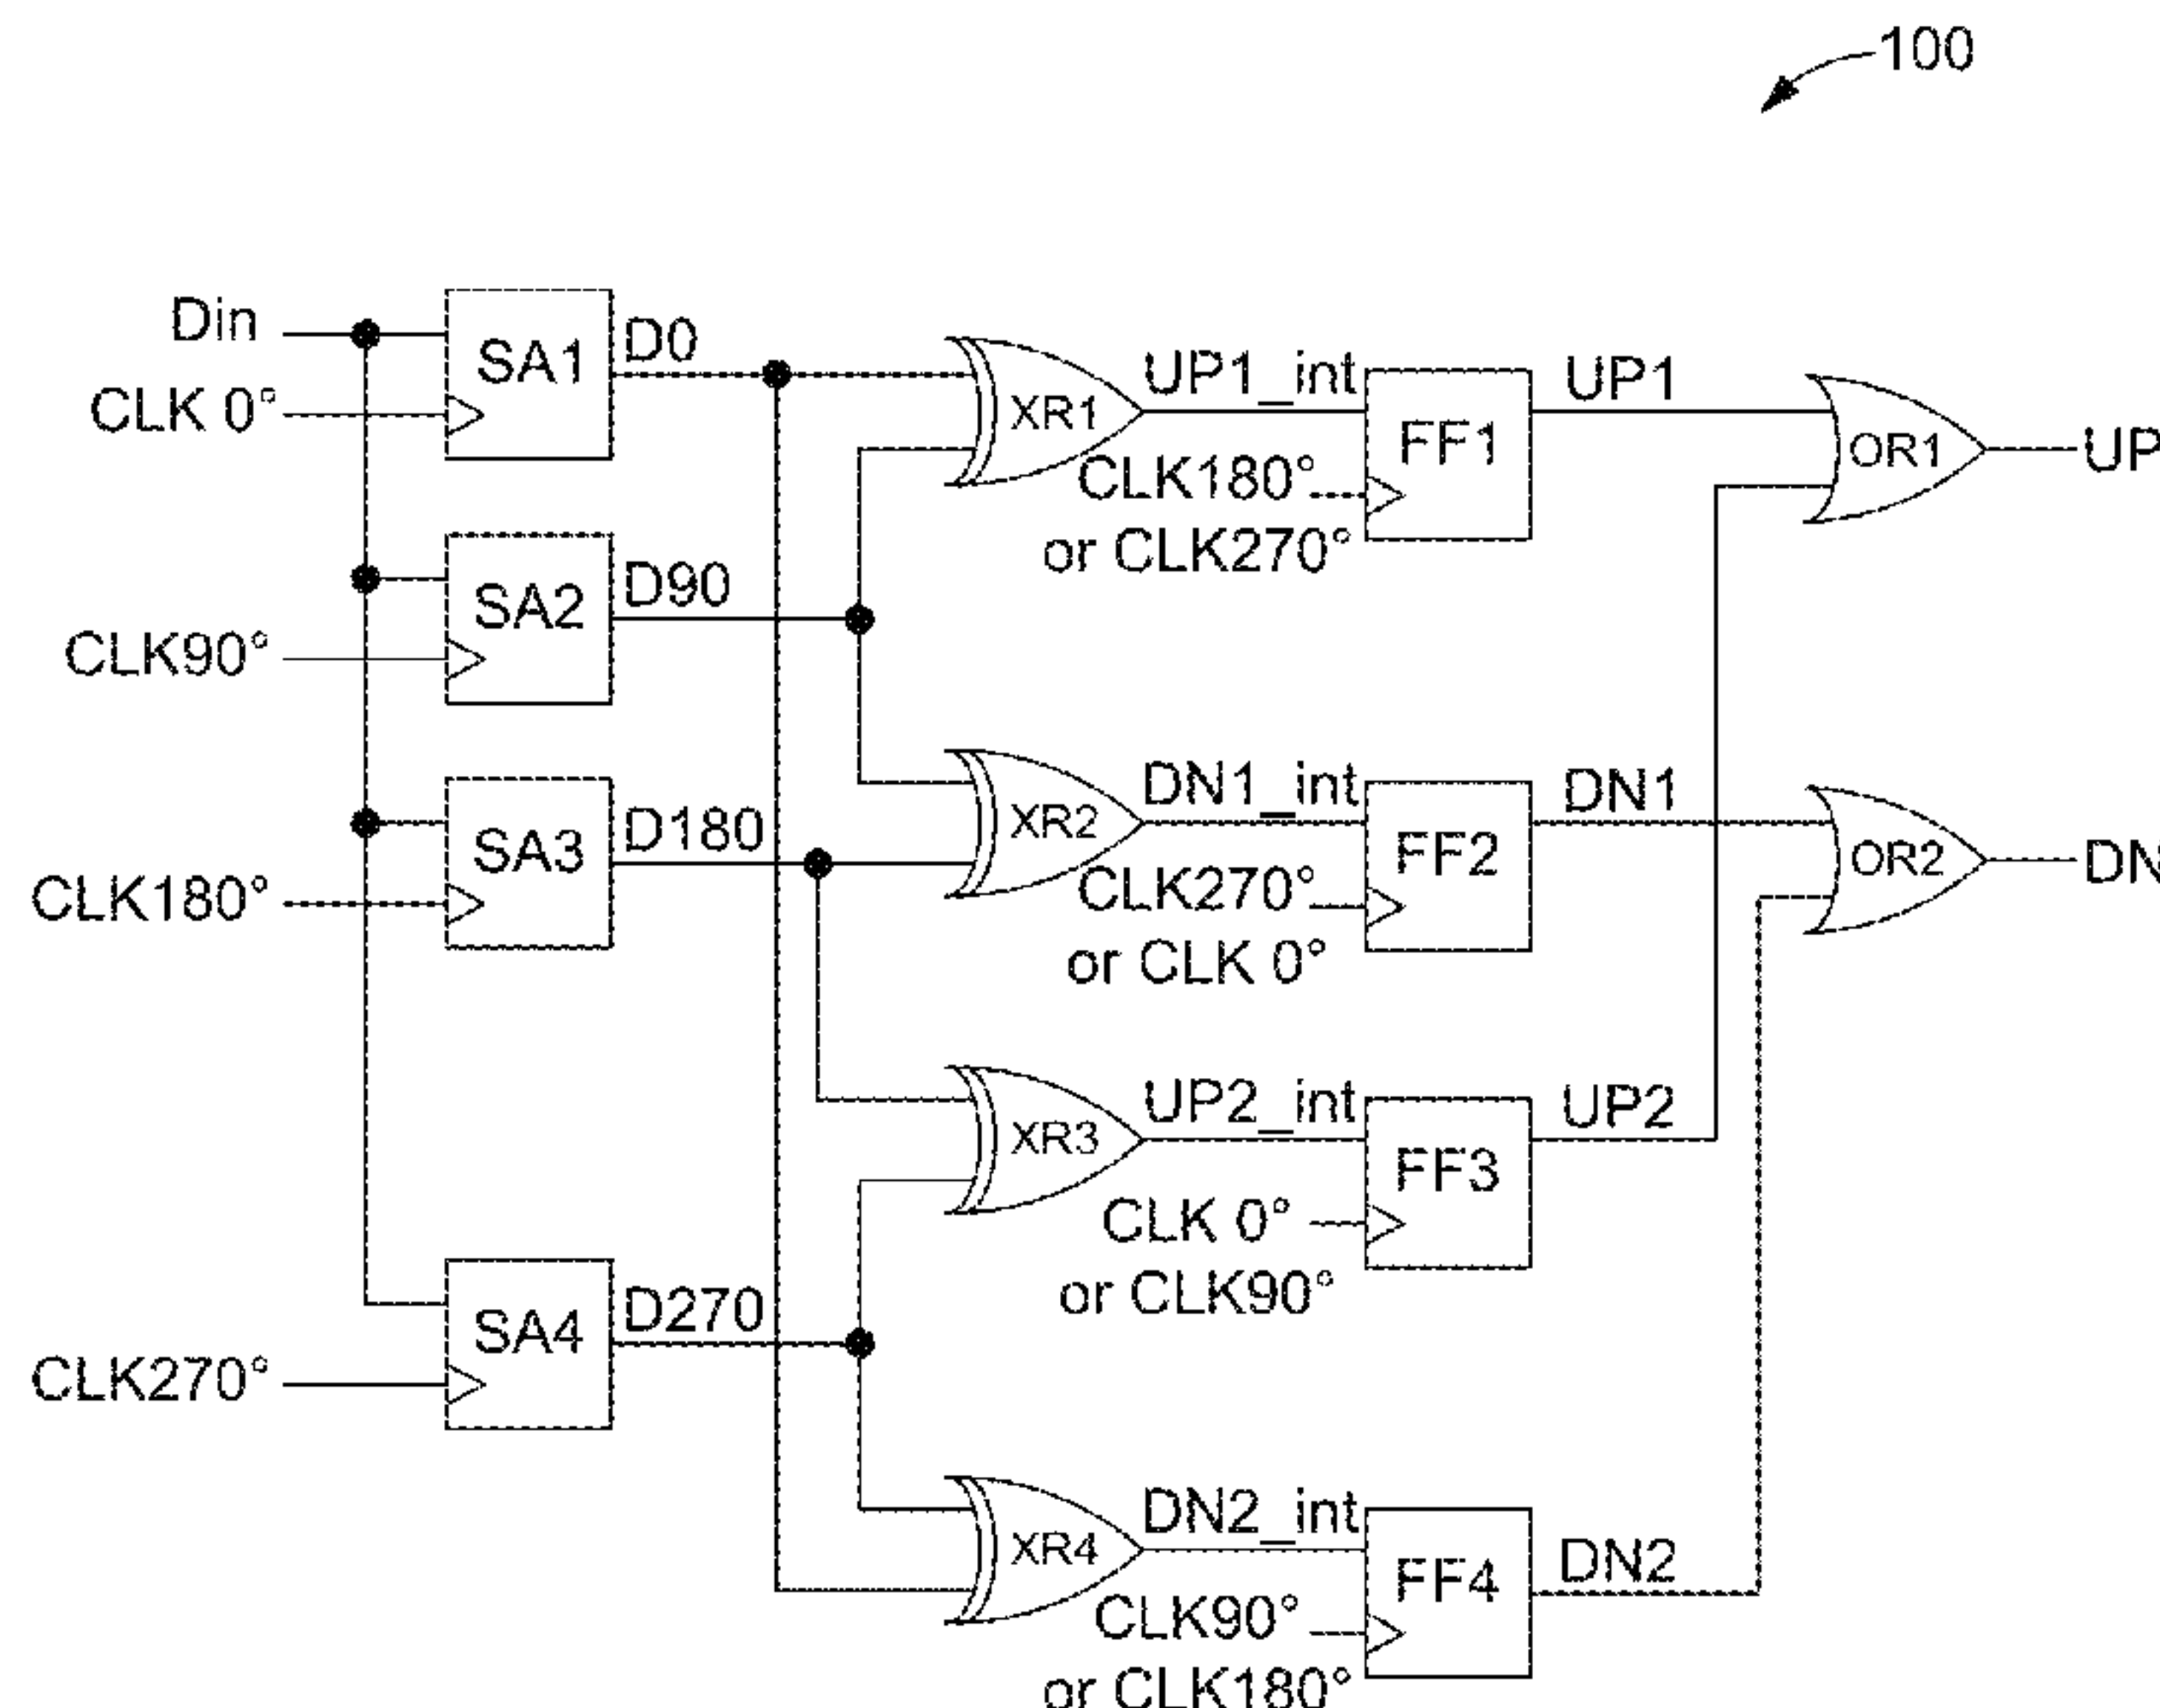 100
Din
CLK 0°
SA1
D0
XR1
UP1_int
CLK180°
or CLK270°
FF1
UP1
OR1
UP
CLK90°
SA2
D90
CLK180°
SA3
D180
XR2
DN1_int
CLK270°
or CLK 0°
FF2
DN1
OR2
DN
XR3
UP2_int
CLK 0°
or CLK90°
FF3
UP2
CLK270°
SA4
D270
XR4
DN2_int
CLK90°
or CLK180°
FF4
DN2